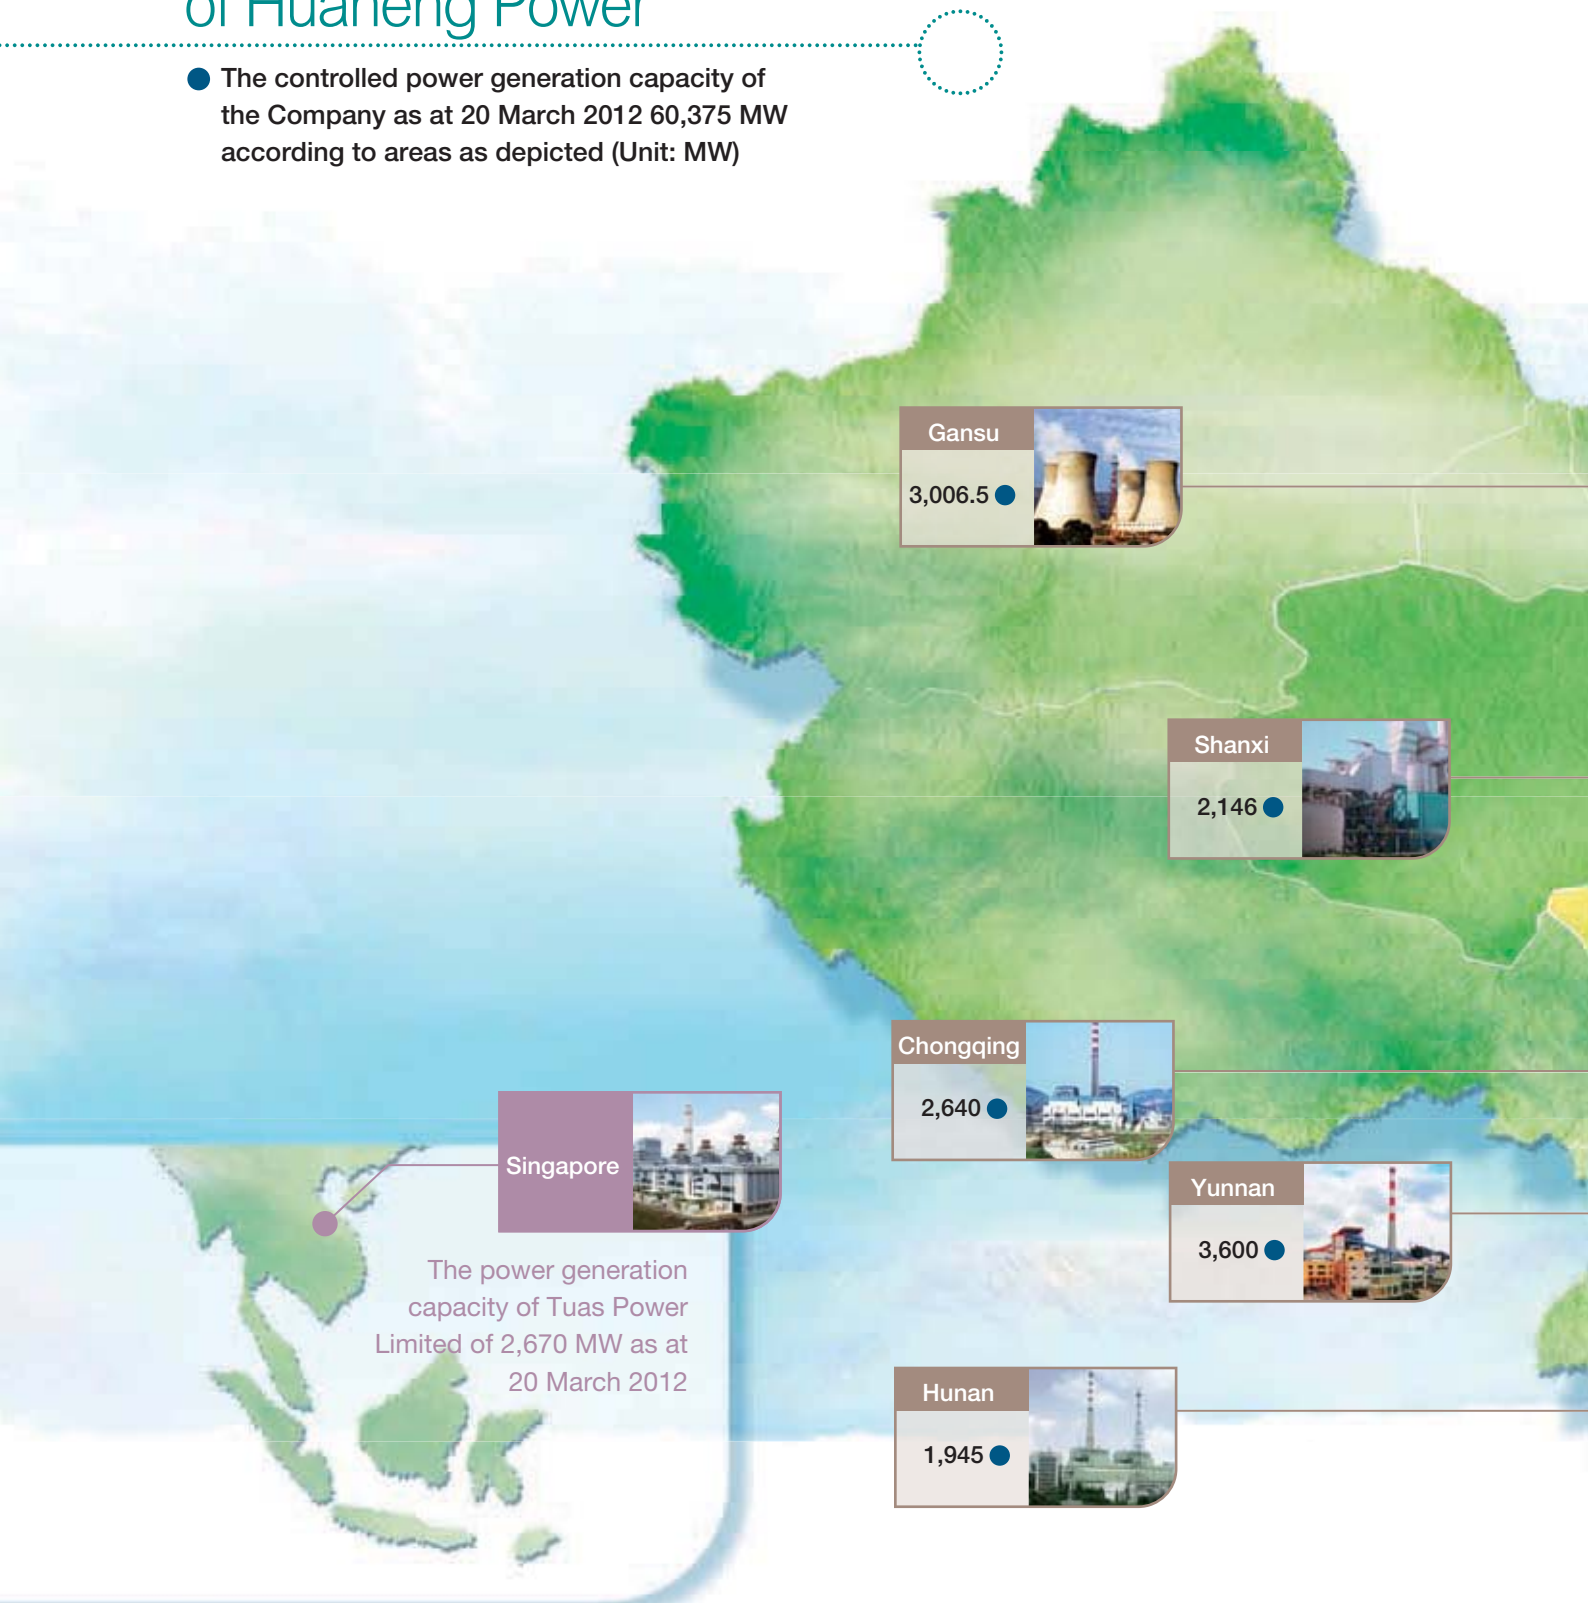 of Huaneng Power
The controlled power generation capacity of
the Company as at 20 March 2012 60,375 MW
according to areas as depicted (Unit: MW)
Gansu
3,006.5
Shanxi
2,146
Chongqing
2,640
Singapore
The power generation
capacity of Tuas Power
Limited of 2,670 MW as at
20 March 2012
Yunnan
3,600
Hunan
1,945